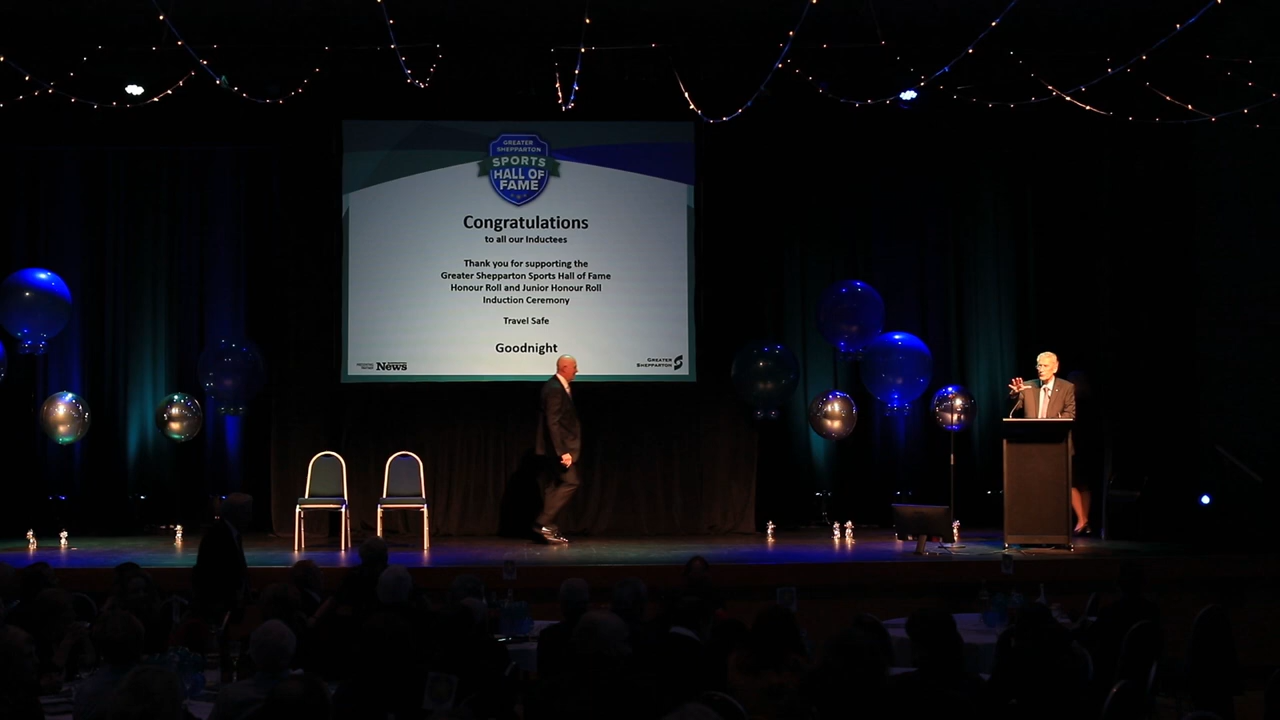 GREATER
SHEPPARTON
SPORTS
HALL OF
FAME
Congratulations
to all our Inductees
Thank you for supporting the
Greater Shepparton Sports Hall of Fame
Honour Roll and Junior Honour Roll
Induction Ceremony
Travel Safe
Goodnight
News
GREATER
SHEPPARTON